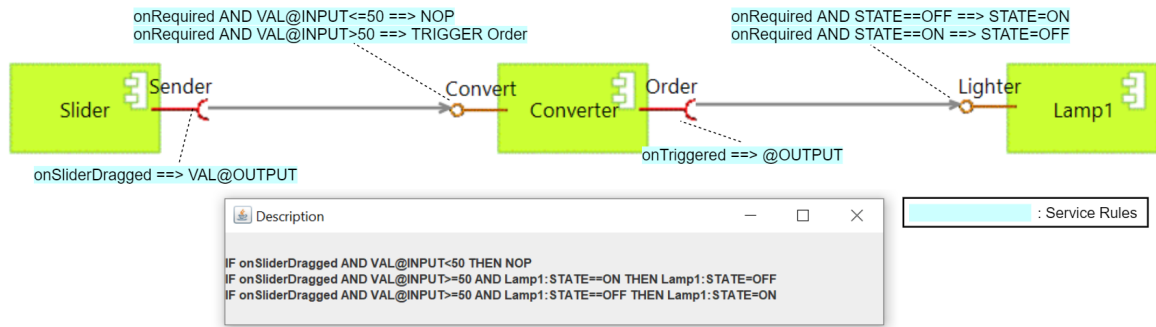 onRequired AND VAL@INPUT<=50 ==> NOP
onRequired AND VAL@INPUT>50 ==> TRIGGER Order
onRequired AND STATE==OFF ==> STATE=ON
onRequired AND STATE==ON ==> STATE=OFF
Slider
Sender
Convert
Converter
Order
Lighter
Lamp1
onSliderDragged ==> VAL@OUTPUT
onTriggered ==> @OUTPUT
Description
: Service Rules
IF onSliderDragged AND VAL@INPUT<50 THEN NOP
IF onSliderDragged AND VAL@INPUT>=50 AND Lamp1:STATE==ON THEN Lamp1:STATE=OFF
IF onSliderDragged AND VAL@INPUT>=50 AND Lamp1:STATE==OFF THEN Lamp1:STATE=ON